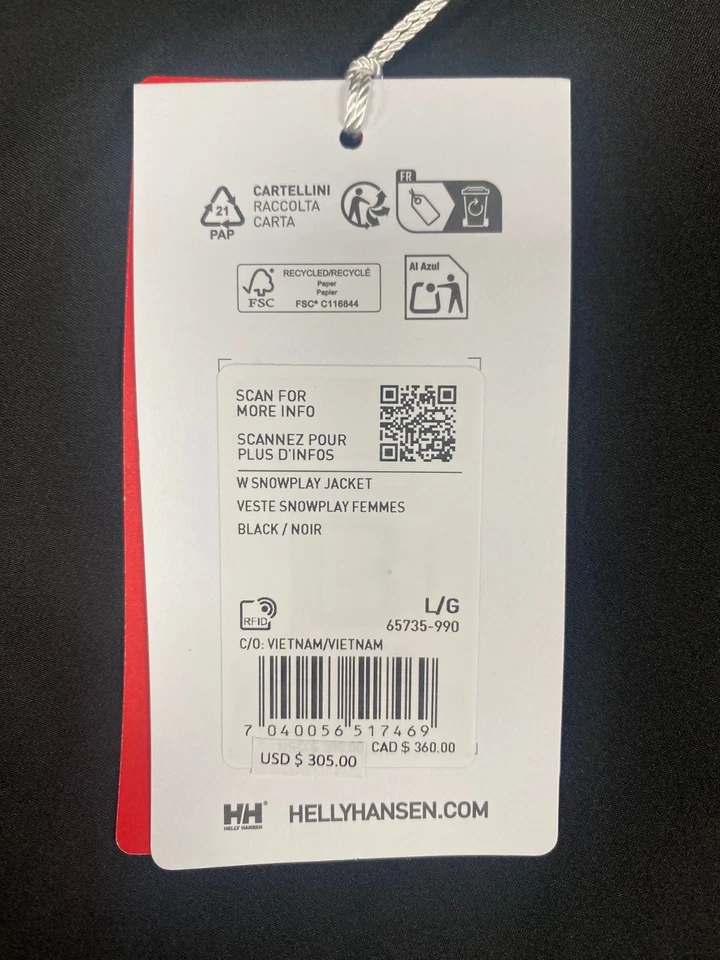 FR
21
PAP
CARTELLINI
RACCOLTA
CARTA
FSC
RECYCLED/RECYCLÉ
Paper
Papier
FSC® C116844
Al Azul
SCAN FOR
MORE INFO
SCANNEZ POUR
PLUS D'INFOS
W SNOWPLAY JACKET
VESTE SNOWPLAY FEMMES
BLACK / NOIR
RFID
L/G
65735-990
C/O: VIETNAM/VIETNAM
7 040056 517469
CAD $ 360.00
USD $ 305.00
HH®
HELLY HANSEN
HELLYHANSEN.COM